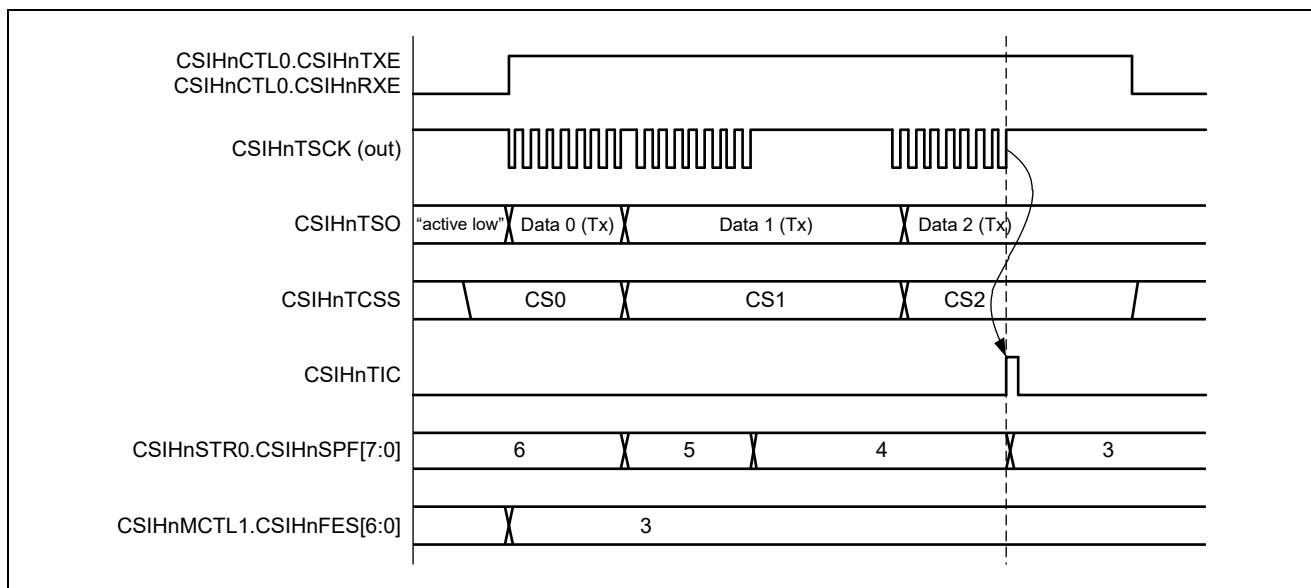 CSIHnCTL0.CSIHnTXE
CSIHnCTL0.CSIHnRXE
CSIHnTSCK (out)
CSIHnTSO
“active low” Data 0 (Tx) Data 1 (Tx) Data 2 (Tx)
CSIHnTCSS
CS0 CS1 CS2
CSIHnTIC
CSIHnSTR0.CSIHnSPF[7:0]
6 5 4 3
CSIHnMCTL1.CSIHnFES[6:0]
3